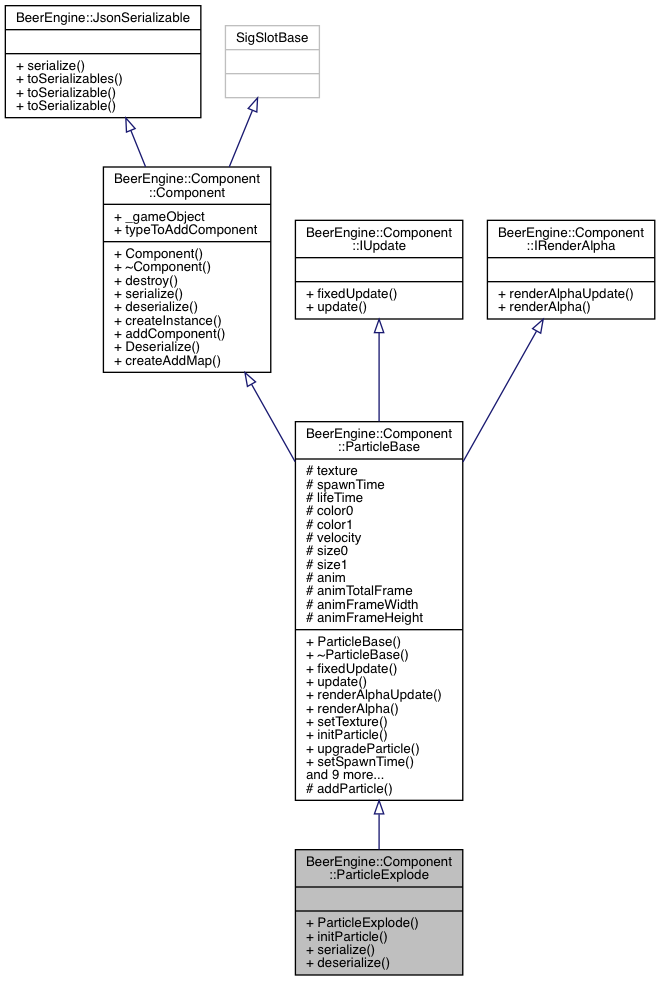 BeerEngine::JsonSerializable
+ serialize()
+ toSerializables()
+ toSerializable()
+ toSerializable()
SigSlotBase
BeerEngine::Component
::Component
+ _gameObject
+ typeToAddComponent
+ Component()
+ ~Component()
+ destroy()
+ serialize()
+ deserialize()
+ createInstance()
+ addComponent()
+ Deserialize()
+ createAddMap()
BeerEngine::Component
::IUpdate
+ fixedUpdate()
+ update()
BeerEngine::Component
::IRenderAlpha
+ renderAlphaUpdate()
+ renderAlpha()
BeerEngine::Component
::ParticleBase
# texture
# spawnTime
# lifeTime
# color0
# color1
# velocity
# size0
# size1
# anim
# animTotalFrame
# animFrameWidth
# animFrameHeight
+ ParticleBase()
+ ~ParticleBase()
+ fixedUpdate()
+ update()
+ renderAlphaUpdate()
+ renderAlpha()
+ setTexture()
+ initParticle()
+ upgradeParticle()
+ setSpawnTime()
and 9 more...
# addParticle()
BeerEngine::Component
::ParticleExplode
+ ParticleExplode()
+ initParticle()
+ serialize()
+ deserialize()